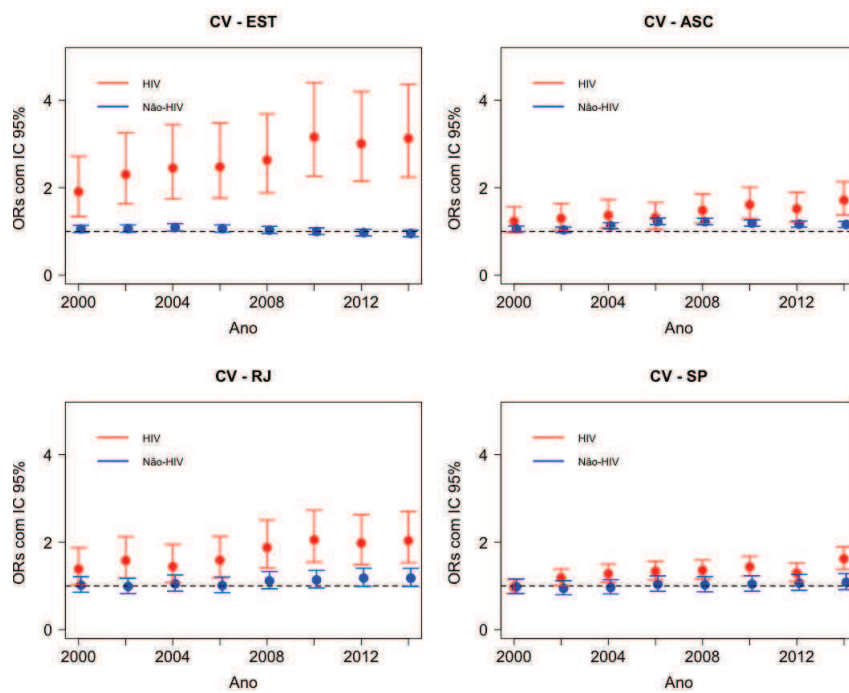 CV - EST
ORs com IC 95%
4
2
0
HIV
Não-HIV
2000 2004 2008 2012
Ano
CV - ASC
ORs com IC 95%
4
2
0
HIV
Não-HIV
2000 2004 2008 2012
Ano
CV - RJ
ORs com IC 95%
4
2
0
HIV
Não-HIV
2000 2004 2008 2012
Ano
CV - SP
ORs com IC 95%
4
2
0
HIV
Não-HIV
2000 2004 2008 2012
Ano